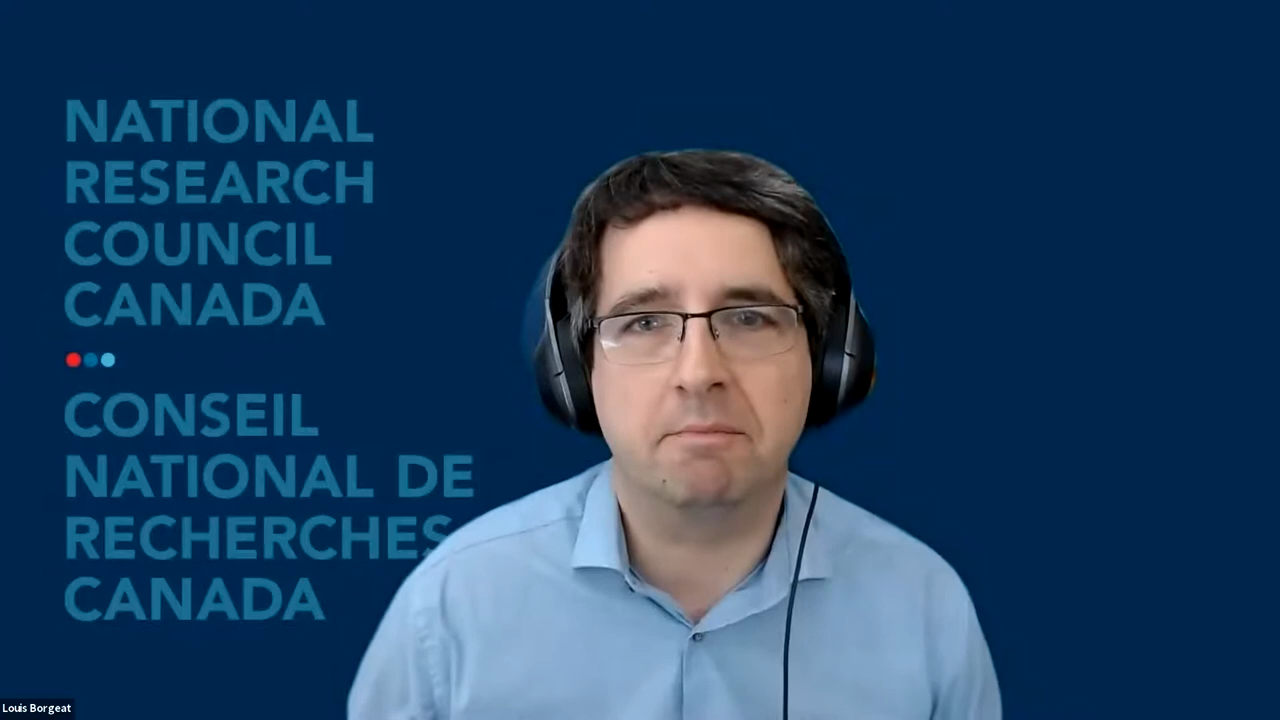 NATIONAL
RESEARCH
COUNCIL
CANADA
CONSEIL
NATIONAL DE
RECHERCHES
CANADA
Louis Borgeat